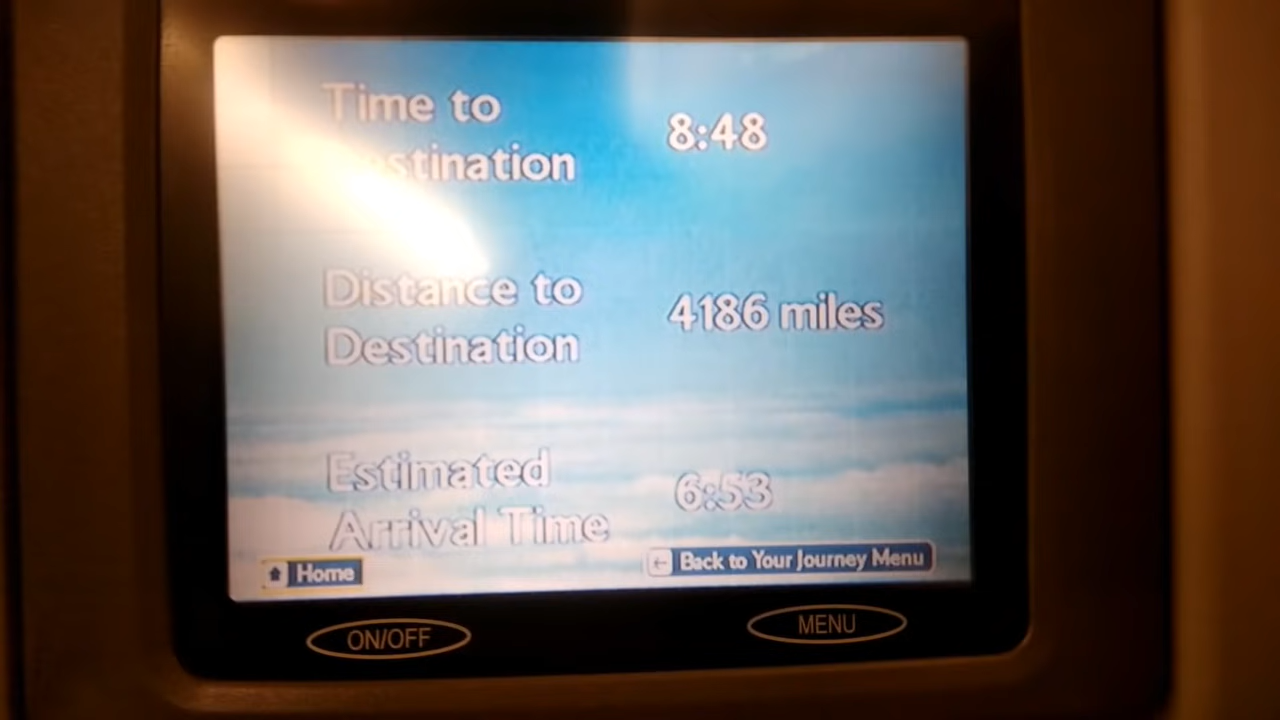 Time to
Destination
8:48
Distance to
Destination
4186 miles
Estimated
Arrival Time
6:53
Home
Back to Your Journey Menu
ON/OFF
MENU